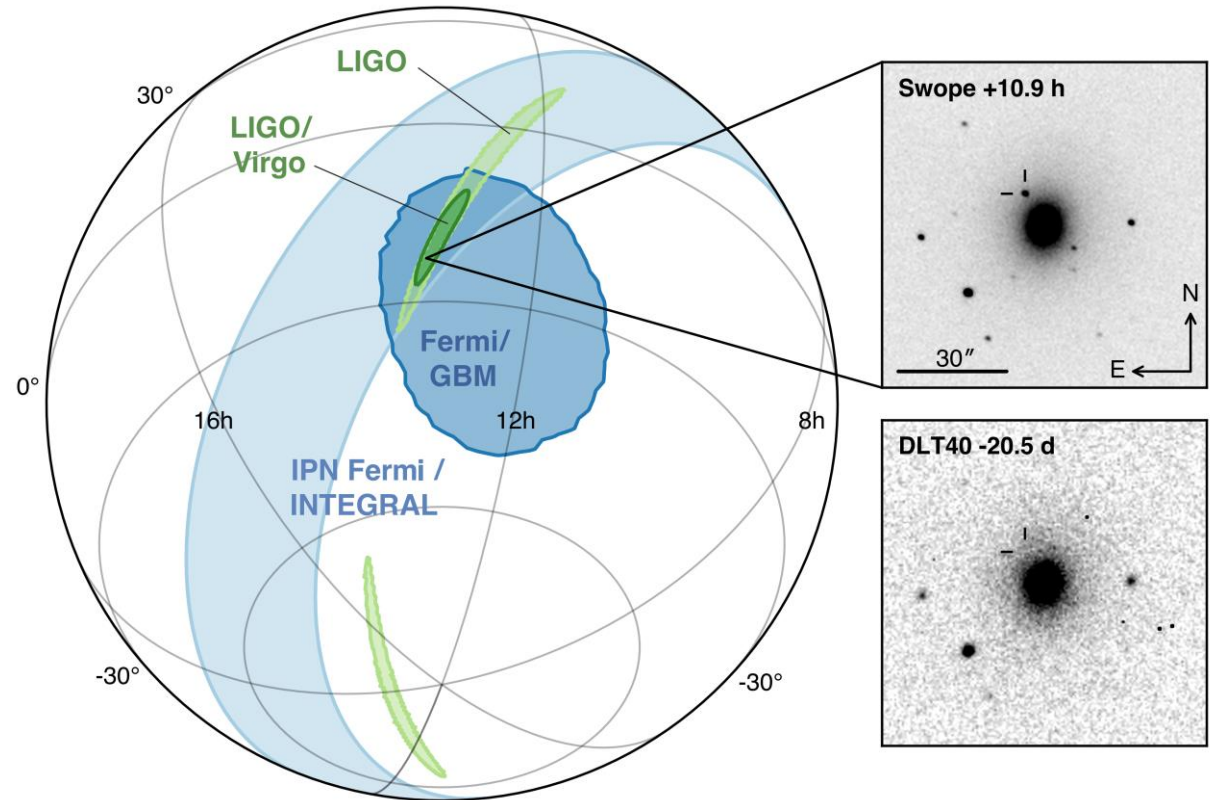 LIGO
30°
LIGO/
Virgo
Fermi/
GBM
0°
16h
12h
8h
IPN Fermi /
INTEGRAL
-30°
-30°
Swope +10.9 h
N
30″
E
DLT40 -20.5 d